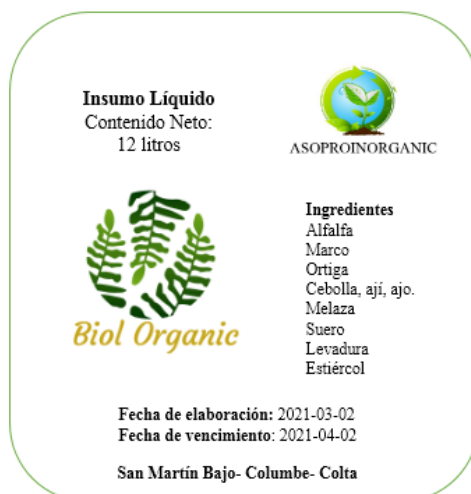 Insumo Líquido
Contenido Neto:
12 litros
ASOPROINORGANIC
Biol Organic
Ingredientes
Alfalfa
Marco
Ortiga
Cebolla, ají, ajo.
Melaza
Suero
Levadura
Estiércol
Fecha de elaboración: 2021-03-02
Fecha de vencimiento: 2021-04-02
San Martín Bajo- Columbe- Colta